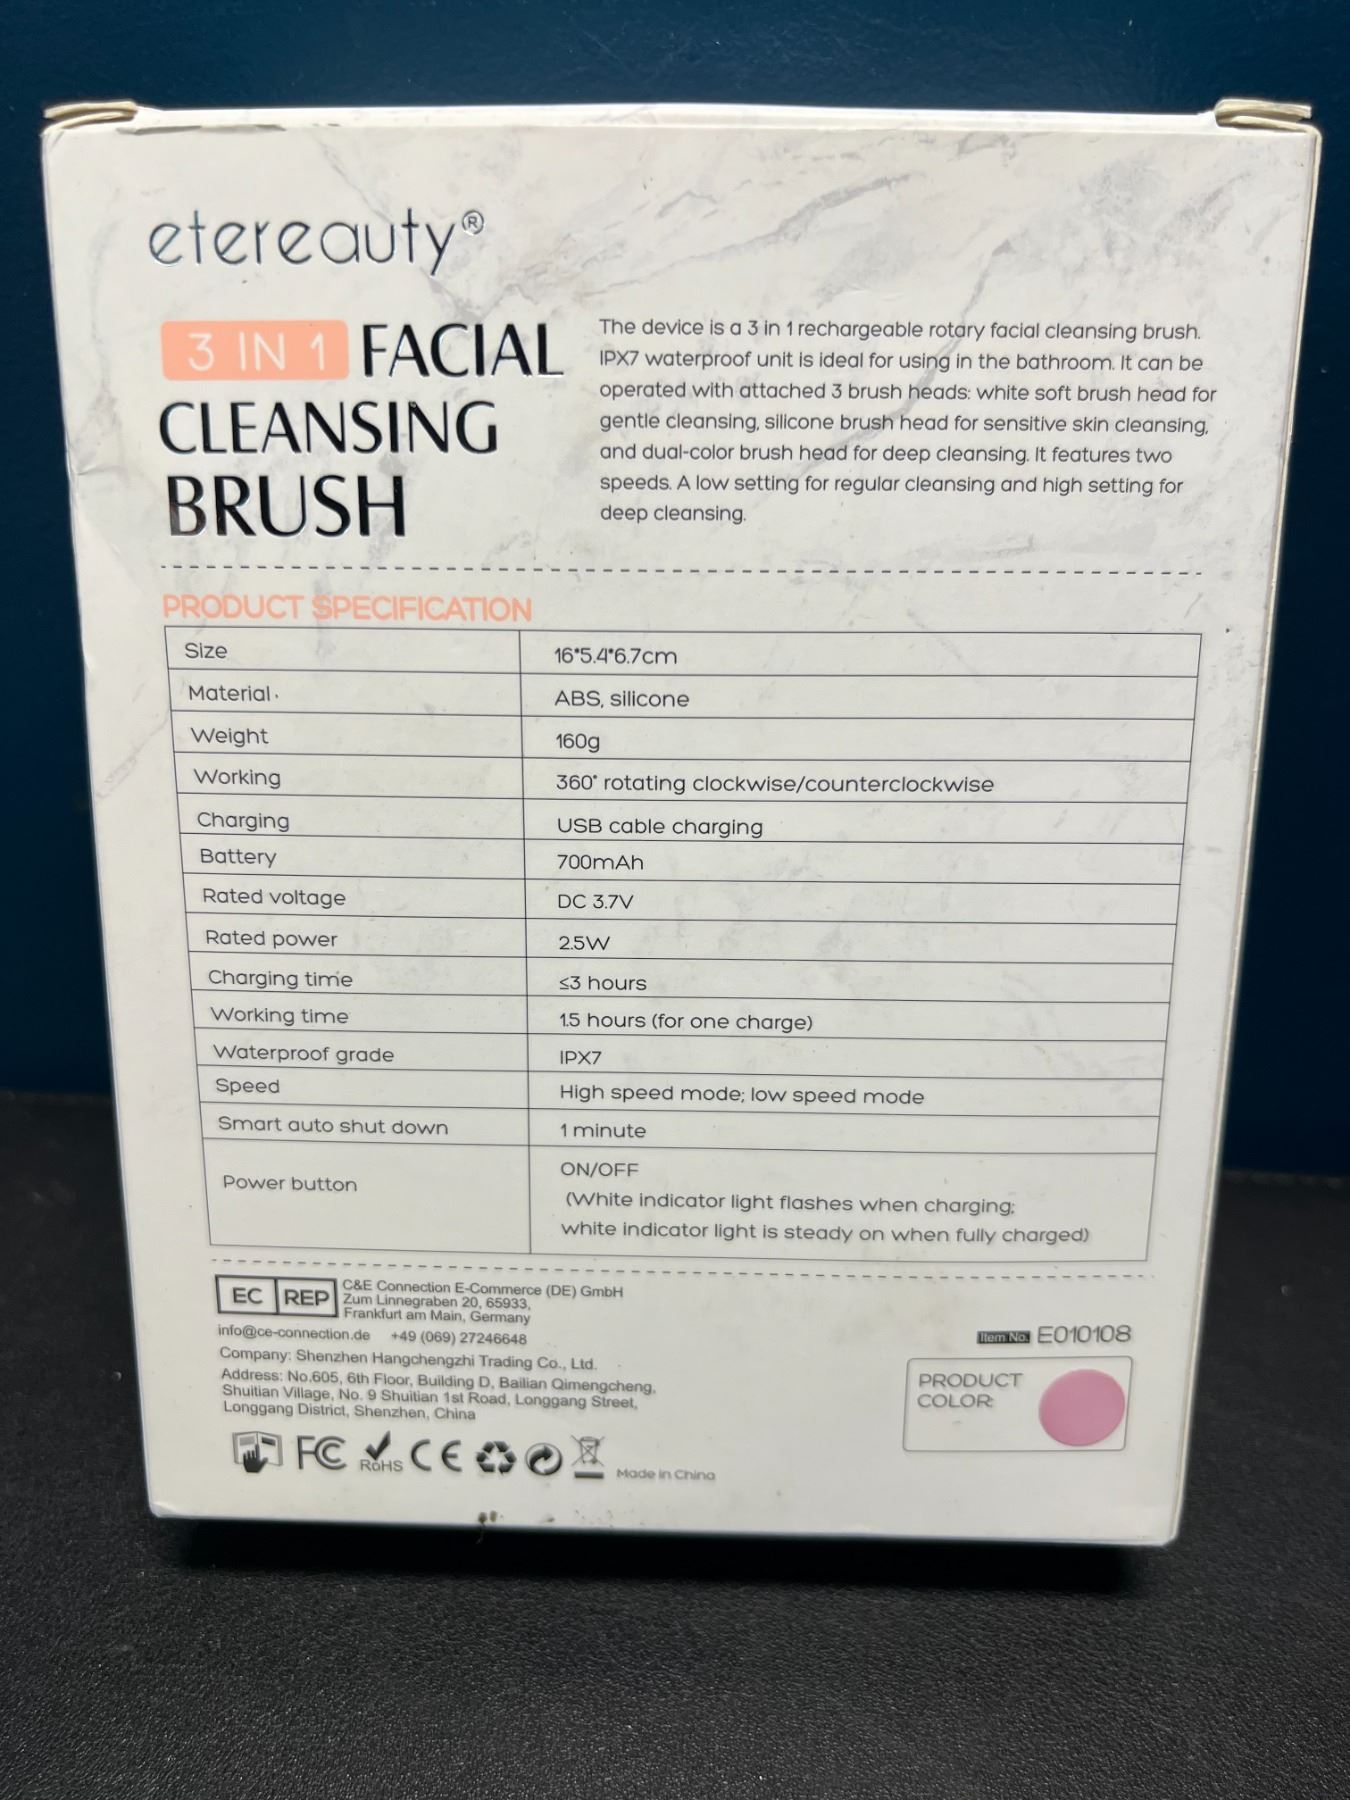 etereauty®
3 IN 1 FACIAL
CLEANSING
BRUSH
The device is a 3 in 1 rechargeable rotary facial cleansing brush.
IPX7 waterproof unit is ideal for using in the bathroom. It can be
operated with attached 3 brush heads: white soft brush head for
gentle cleansing, silicone brush head for sensitive skin cleansing,
and dual-color brush head for deep cleansing. It features two
speeds. A low setting for regular cleansing and high setting for
deep cleansing.
PRODUCT SPECIFICATION
Size 16*5.4*6.7cm
Material ABS, silicone
Weight 160g
Working 360° rotating clockwise/counterclockwise
Charging USB cable charging
Battery 700mAh
Rated voltage DC 3.7V
Rated power 2.5W
Charging time ≤3 hours
Working time 1.5 hours (for one charge)
Waterproof grade IPX7
Speed High speed mode; low speed mode
Smart auto shut down 1 minute
Power button ON/OFF
(White indicator light flashes when charging;
white indicator light is steady on when fully charged)
EC REP C&E Connection E-Commerce (DE) GmbH
Zum Linnegraben 20, 65933,
Frankfurt am Main, Germany
info@ce-connection.de +49 (069) 27246648
Company: Shenzhen Hangchengzhi Trading Co., Ltd.
Address: No.605, 6th Floor, Building D, Bailian Qimengcheng,
Shuitian Village, No. 9 Shuitian 1st Road, Longgang Street,
Longgang District, Shenzhen, China
Item No. E010108
PRODUCT
COLOR:
FC RoHS CE Made in China